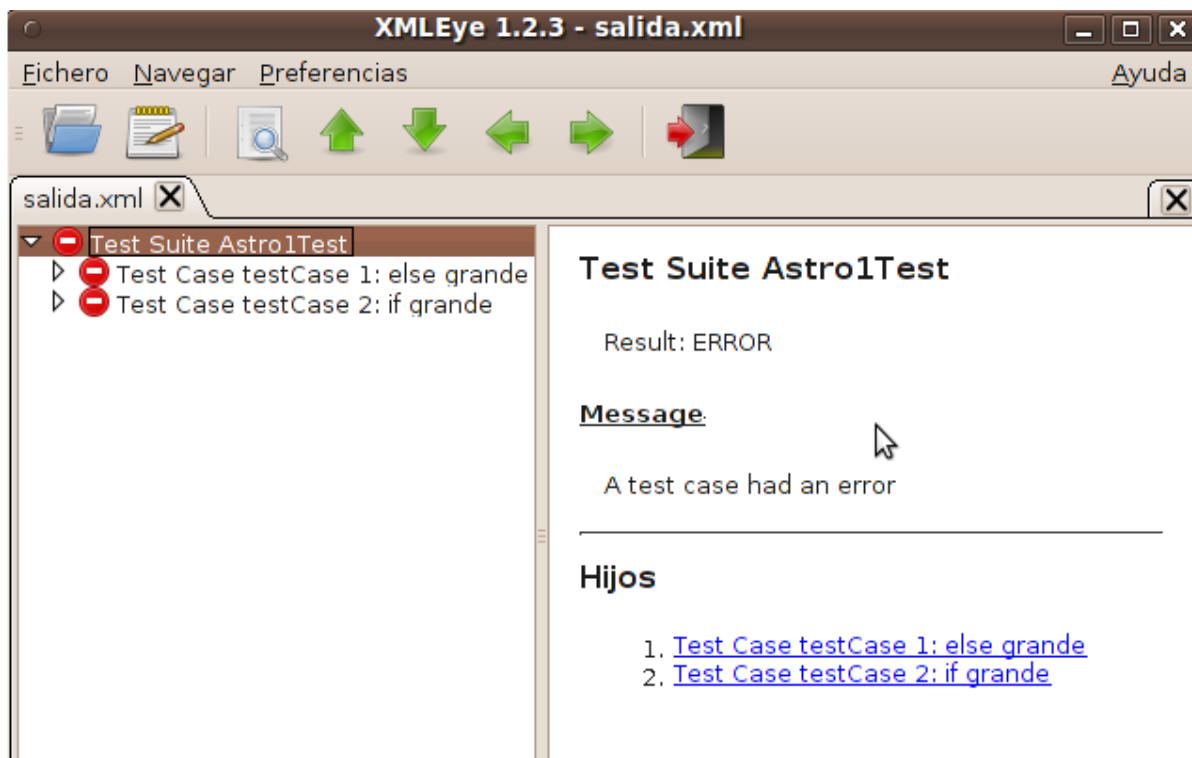 XMLEye 1.2.3 - salida.xml
Fichero Navegar Preferencias Ayuda
salida.xml
Test Suite Astro1Test
Test Case testCase 1: else grande
Test Case testCase 2: if grande
Test Suite Astro1Test
Result: ERROR
Message
A test case had an error
Hijos
1. Test Case testCase 1: else grande
2. Test Case testCase 2: if grande